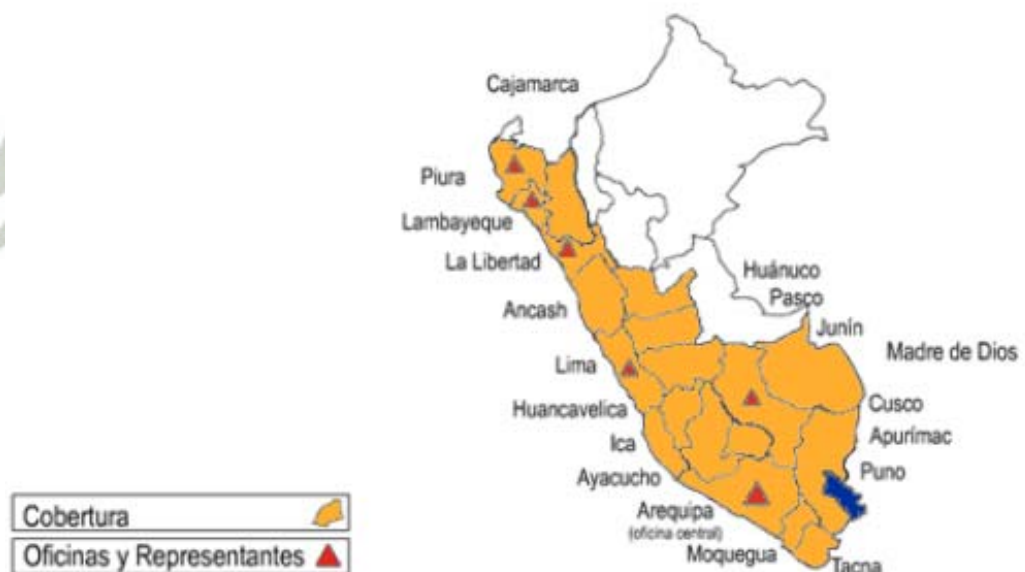 Cajamarca
Piura
Lambayeque
La Libertad
Huánuco
Pasco
Ancash
Junín
Madre de Dios
Lima
Huancavelica
Cusco
Ica
Apurímac
Ayacucho
Puno
Arequipa
(oficina central)
Moquegua
Tacna
Cobertura
Oficinas y Representantes